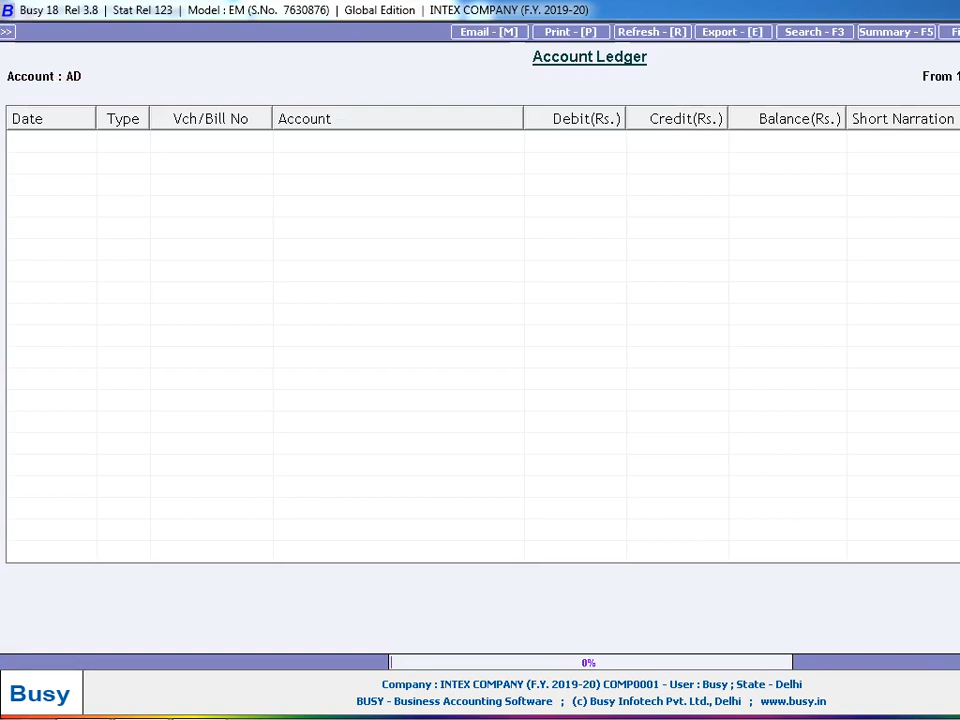 B Busy 18 Rel 3.8 | Stat Rel 123 | Model : EM (S.No. 7630876) | Global Edition | INTEX COMPANY (F.Y. 2019-20)
>> Email - [M] Print - [P] Refresh - [R] Export - [E] Search - F3 Summary - F5 Fi
Account Ledger
Account : AD From 1
Date Type Vch/Bill No Account Debit(Rs.) Credit(Rs.) Balance(Rs.) Short Narration
0%
Busy
Company : INTEX COMPANY (F.Y. 2019-20) COMP0001 - User : Busy ; State - Delhi
BUSY - Business Accounting Software ; (c) Busy Infotech Pvt. Ltd., Delhi ; www.busy.in